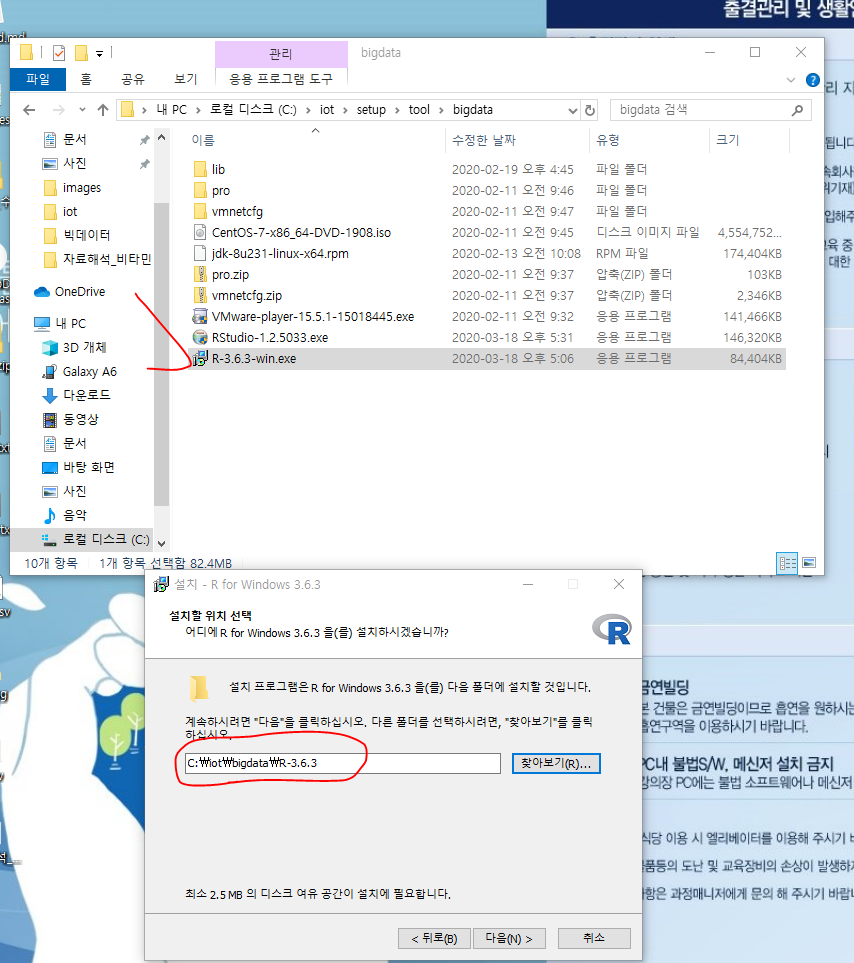 출결관리 및 생활안
관리
bigdata
파일
홈
공유
보기
응용 프로그램 도구
내 PC > 로컬 디스크 (C:) > iot > setup > tool > bigdata
bigdata 검색
문서
사진
images
iot
빅데이터
자료해석_비타민
OneDrive
내 PC
3D 개체
Galaxy A6
다운로드
동영상
문서
바탕 화면
사진
음악
로컬 디스크 (C:)
이름 수정한 날짜 유형 크기
lib 2020-02-19 오후 4:45 파일 폴더
pro 2020-02-11 오전 9:46 파일 폴더
vmnetcfg 2020-02-11 오전 9:47 파일 폴더
CentOS-7-x86_64-DVD-1908.iso 2020-02-11 오전 9:45 디스크 이미지 파일 4,554,752...
jdk-8u231-linux-x64.rpm 2020-02-13 오전 10:08 RPM 파일 174,404KB
pro.zip 2020-02-11 오전 9:37 압축(ZIP) 폴더 103KB
vmnetcfg.zip 2020-02-11 오전 9:37 압축(ZIP) 폴더 2,346KB
VMware-player-15.5.1-15018445.exe 2020-02-11 오전 9:32 응용 프로그램 141,466KB
RStudio-1.2.5033.exe 2020-03-18 오후 5:31 응용 프로그램 146,320KB
R-3.6.3-win.exe 2020-03-18 오후 5:06 응용 프로그램 84,404KB
10개 항목 1개 항목 선택함 82.4MB
설치 - R for Windows 3.6.3
설치할 위치 선택
어디에 R for Windows 3.6.3 을(를) 설치하시겠습니까?
R
설치 프로그램은 R for Windows 3.6.3 을(를) 다음 폴더에 설치할 것입니다.
계속하시려면 "다음"을 클릭하십시오. 다른 폴더를 선택하시려면, "찾아보기"를 클릭
하십시오.
C:₩iot₩bigdata₩R-3.6.3
찾아보기(R)...
최소 2.5 MB 의 디스크 여유 공간이 설치에 필요합니다.
< 뒤로(B)
다음(N) >
취소
금연빌딩
본 건물은 금연빌딩이므로 흡연을 원하시는
흡연구역을 이용하시기 바랍니다.
PC내 불법S/W, 메신저 설치 금지
강의장 PC에는 불법 소프트웨어나 메신저
식당 이용 시 엘리베이터를 이용해 주시기 바
품등의 도난 및 교육장비의 손상이 발생하지
항은 과정매니저에게 문의 해 주시기 바랍니